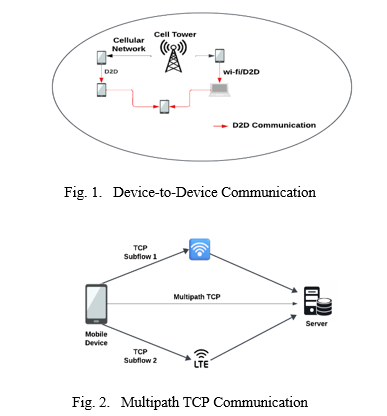 Cellular
Network
Cell Tower
D2D
wi-fi/D2D
D2D Communication
Fig. 1. Device-to-Device Communication
TCP
Subflow 1
Multipath TCP
Mobile
Device
Server
TCP
Subflow 2
LTE
Fig. 2. Multipath TCP Communication